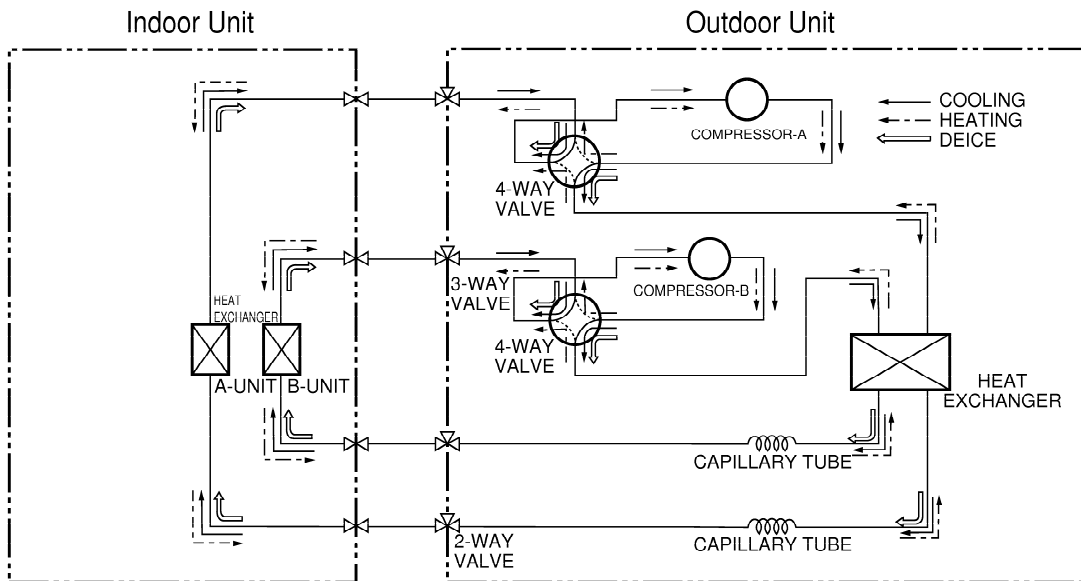 Indoor Unit
Outdoor Unit
COMPRESSOR-A
COOLING
HEATING
DEICE
4-WAY
VALVE
3-WAY
VALVE
COMPRESSOR-B
4-WAY
VALVE
HEAT
EXCHANGER
A-UNIT
B-UNIT
HEAT
EXCHANGER
CAPILLARY TUBE
2-WAY
VALVE
CAPILLARY TUBE